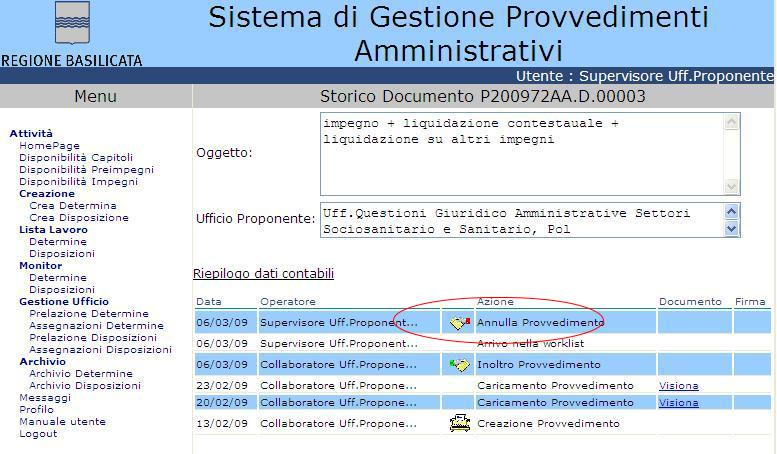 Sistema di Gestione Provvedimenti
Amministrativi
REGIONE BASILICATA
Utente : Supervisore Uff.Proponente
Menu
Storico Documento P200972AA.D.00003
Attività
HomePage
Disponibilità Capitoli
Disponibilità Preimpegni
Disponibilità Impegni
Creazione
Crea Determina
Crea Disposizione
Lista Lavoro
Determine
Disposizioni
Monitor
Determine
Disposizioni
Gestione Ufficio
Prelazione Determine
Assegnazioni Determine
Prelazione Disposizioni
Assegnazioni Disposizioni
Archivio
Archivio Determine
Archivio Disposizioni
Messaggi
Profilo
Manuale utente
Logout
Oggetto:
impegno + liquidazione contestauale +
liquidazione su altri impegni
Ufficio Proponente:
Uff.Questioni Giuridico Amministrative Settori
Sociosanitario e Sanitario, Pol
Riepilogo dati contabili
Data Operatore Azione Documento Firma
06/03/09 Supervisore Uff.Proponent... Annulla Provvedimento
06/03/09 Supervisore Uff.Proponent... Arrivo nella worklist
06/03/09 Collaboratore Uff.Propone... Inoltro Provvedimento
23/02/09 Collaboratore Uff.Propone... Caricamento Provvedimento Visiona
20/02/09 Collaboratore Uff.Propone... Caricamento Provvedimento Visiona
13/02/09 Collaboratore Uff.Propone... Creazione Provvedimento